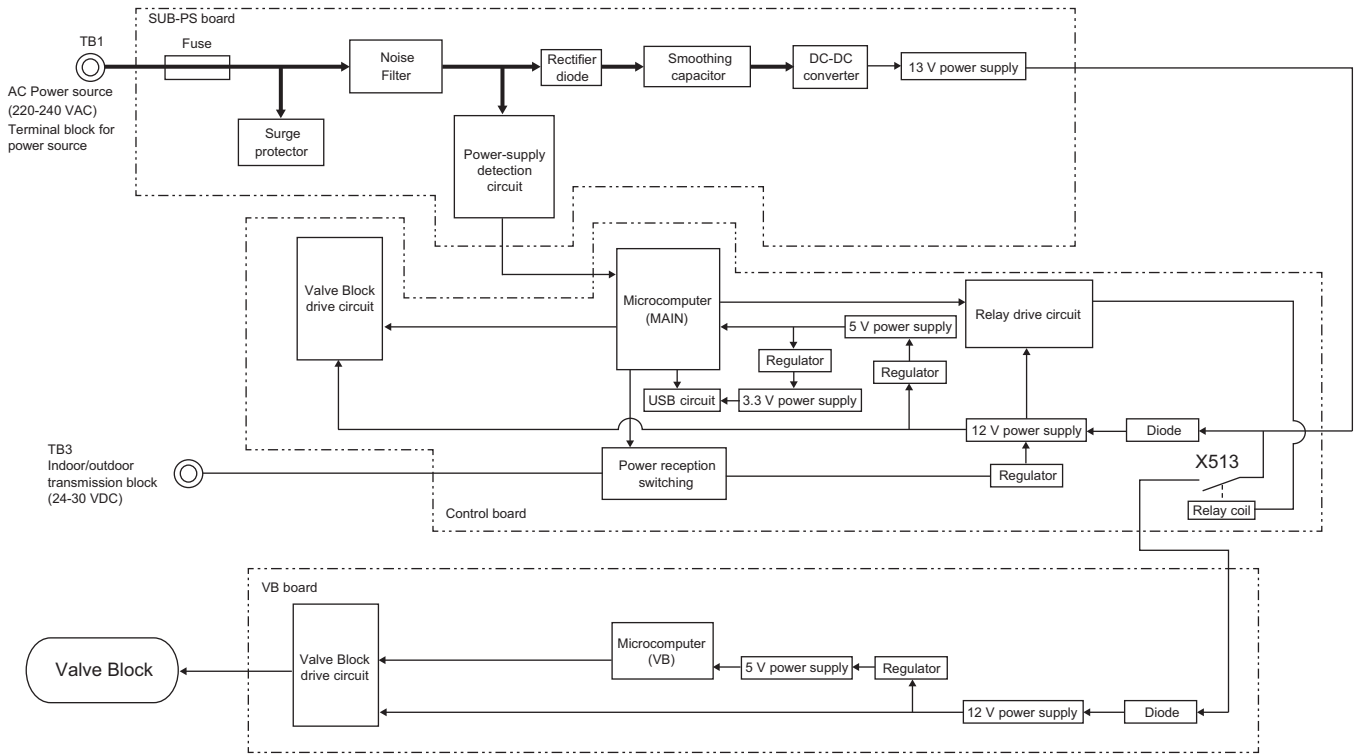 SUB-PS board
TB1
AC Power source
(220-240 VAC)
Terminal block for
power source
Fuse
Surge
protector
Noise
Filter
Power-supply
detection
circuit
Rectifier
diode
Smoothing
capacitor
DC-DC
converter
13 V power supply
Valve Block
drive circuit
Microcomputer
(MAIN)
Relay drive circuit
5 V power supply
Regulator
Regulator
USB circuit
3.3 V power supply
12 V power supply
Diode
TB3
Indoor/outdoor
transmission block
(24-30 VDC)
Power reception
switching
Regulator
X513
Relay coil
Control board
VB board
Valve Block
Valve Block
drive circuit
Microcomputer
(VB)
5 V power supply
Regulator
12 V power supply
Diode